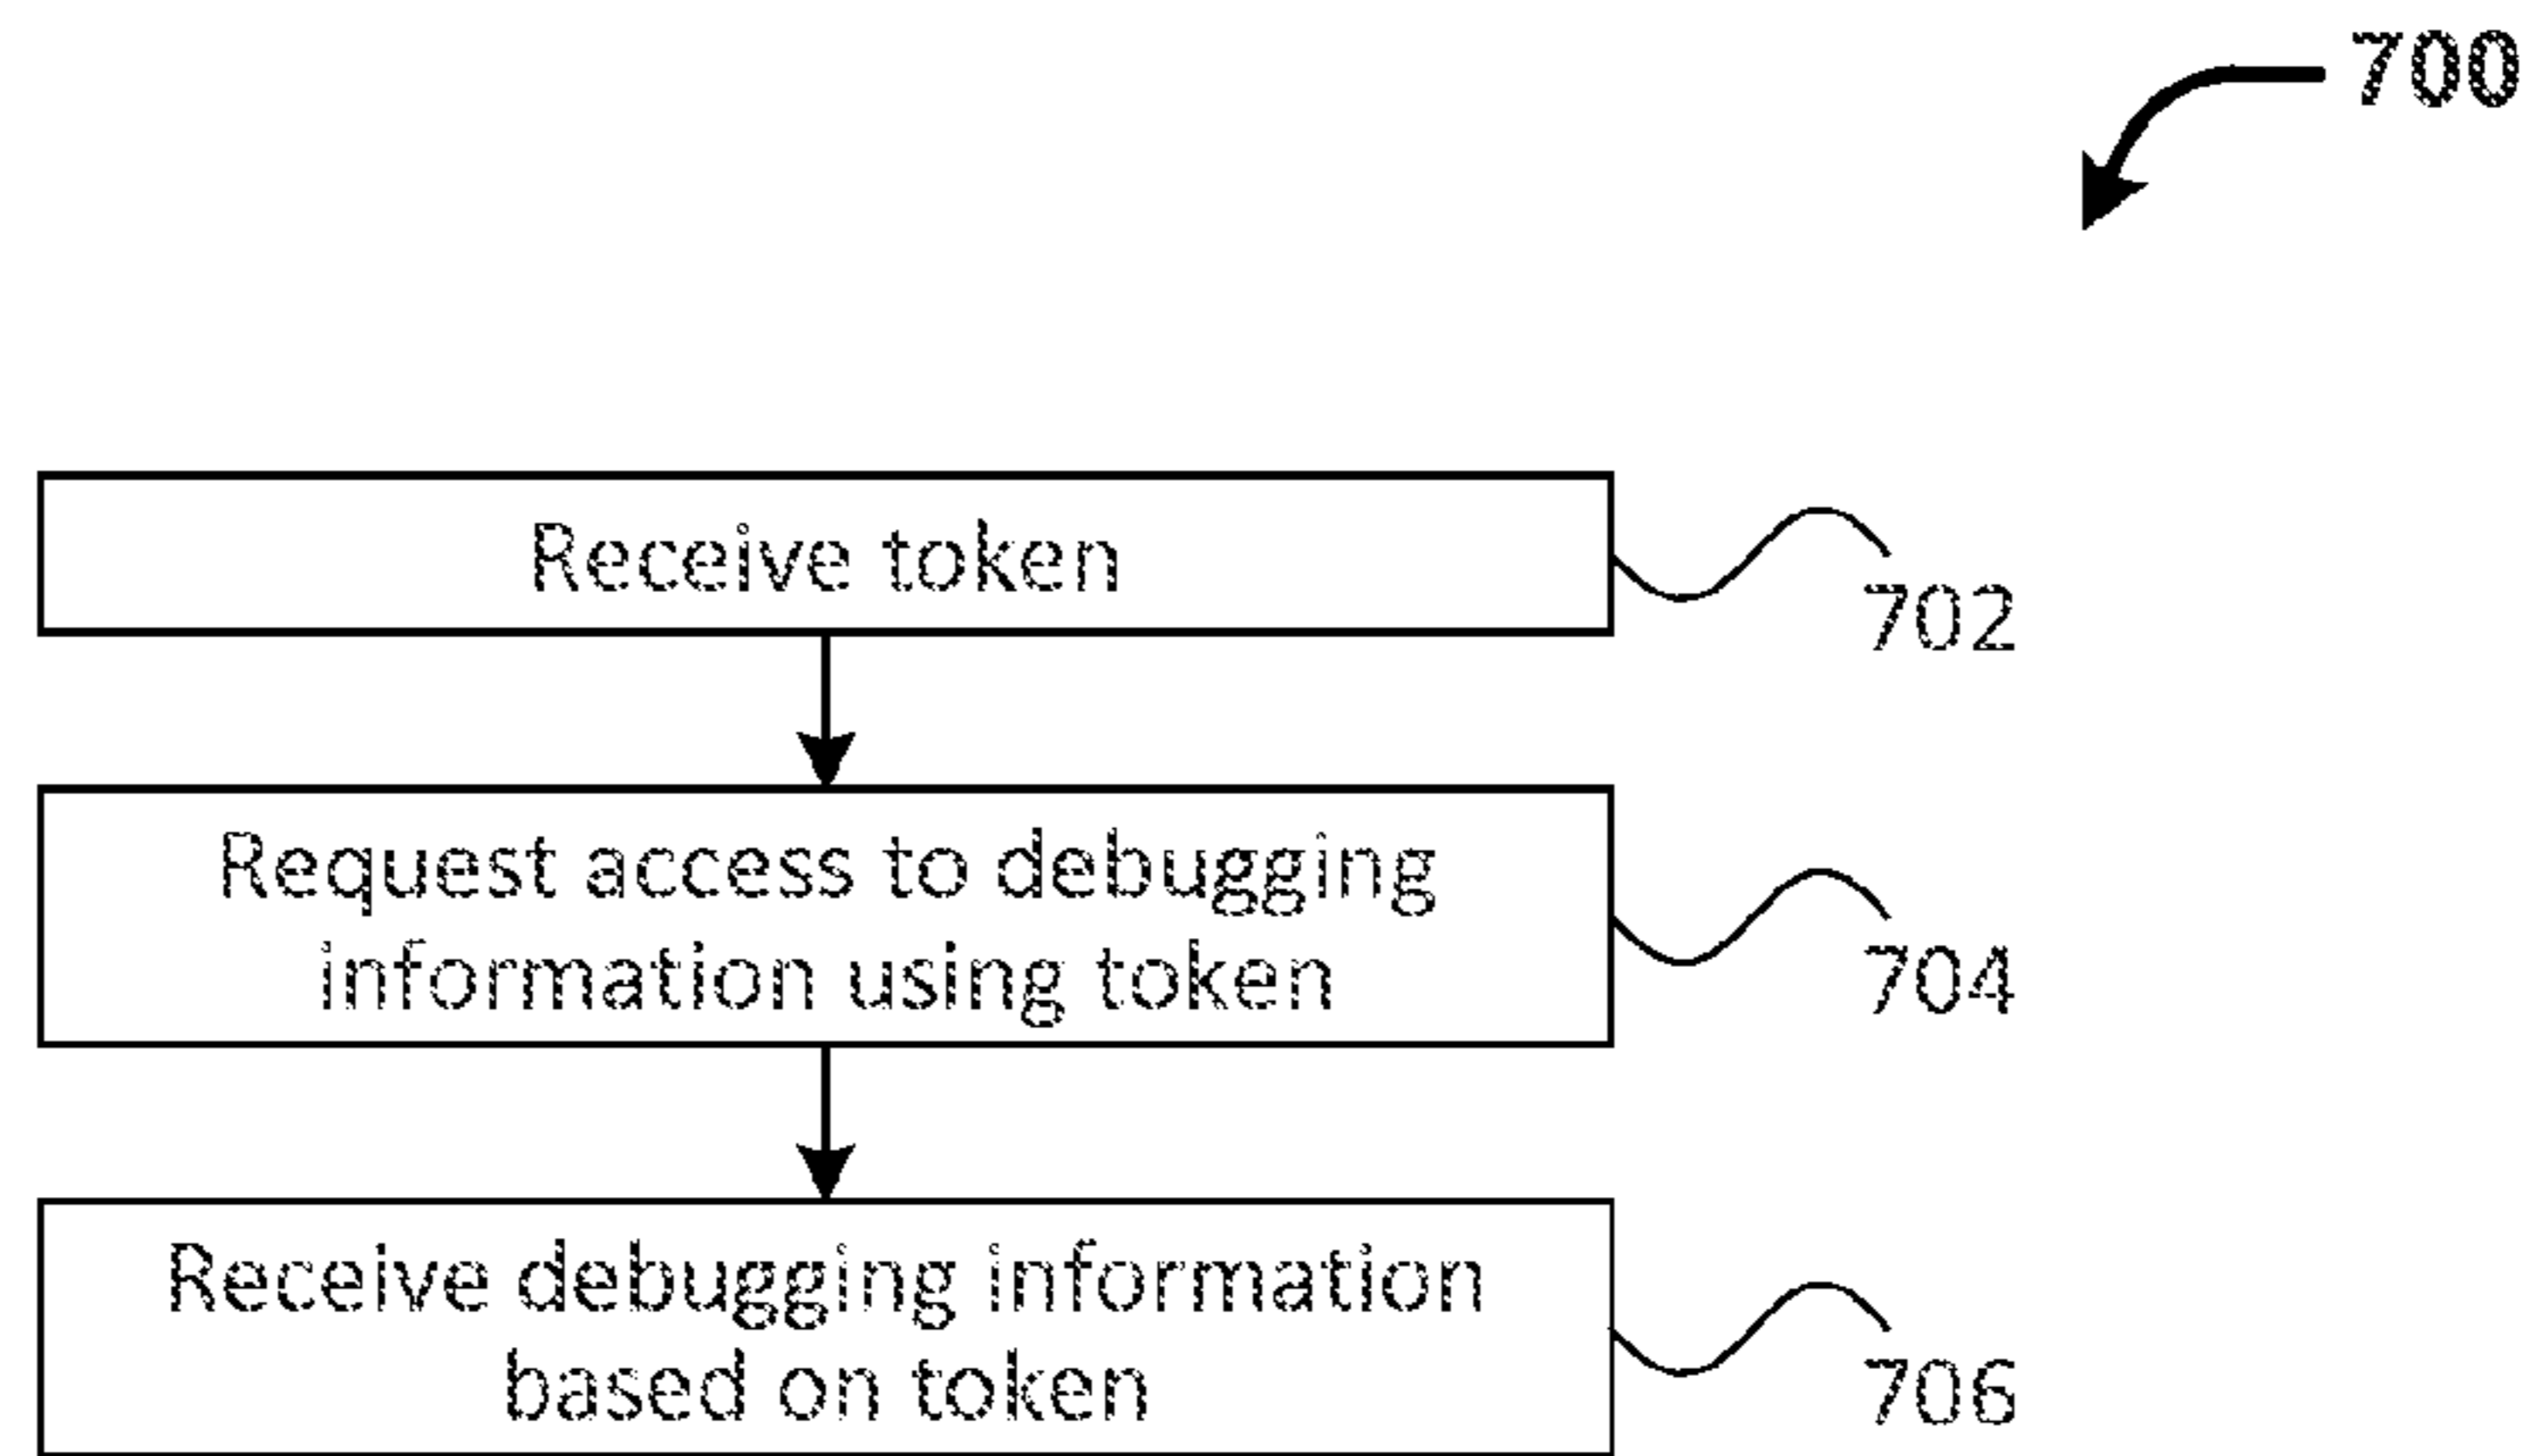 700
Receive token
702
Request access to debugging
information using token
704
Receive debugging information
based on token
706